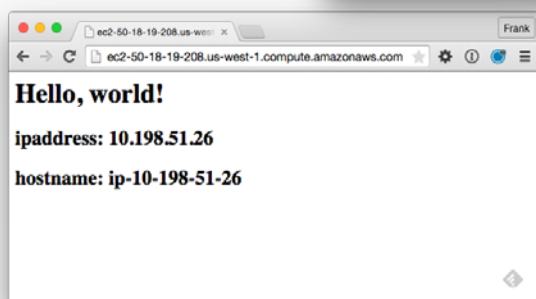 ec2-50-18-19-208.us-west
Frank
ec2-50-18-19-208.us-west-1.compute.amazonaws.com
Hello, world!
ipaddress: 10.198.51.26
hostname: ip-10-198-51-26